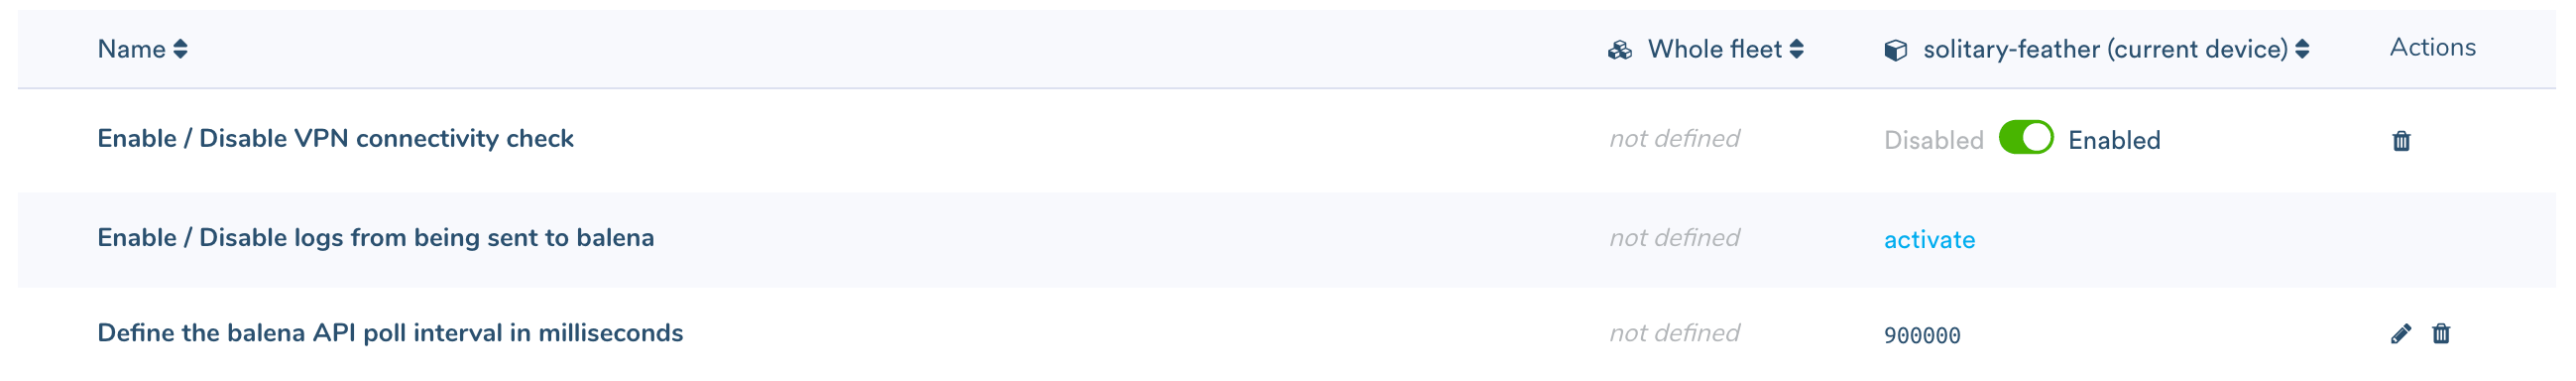 Name Whole fleet solitary-feather (current device) Actions
Enable / Disable VPN connectivity check not defined Disabled Enabled
Enable / Disable logs from being sent to balena not defined activate
Define the balena API poll interval in milliseconds not defined 900000